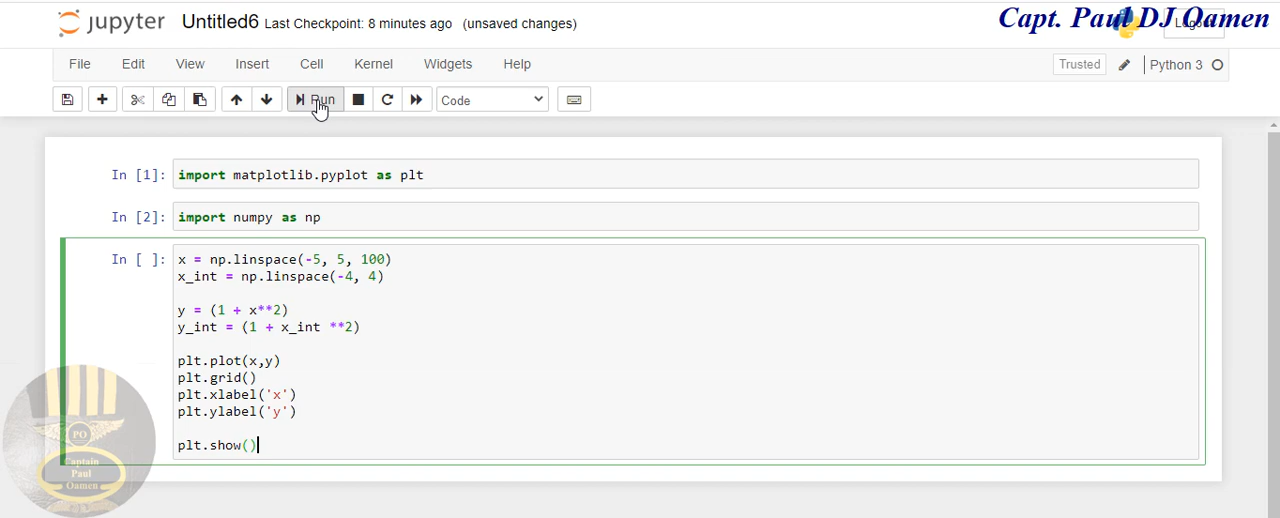 jupyter Untitled6 Last Checkpoint: 8 minutes ago (unsaved changes)
Capt. Paul DJ Oamen
File Edit View Insert Cell Kernel Widgets Help
Trusted Python 3
Run Code
In [1]: import matplotlib.pyplot as plt
In [2]: import numpy as np
In [ ]: x = np.linspace(-5, 5, 100)
x_int = np.linspace(-4, 4)
y = (1 + x**2)
y_int = (1 + x_int **2)
plt.plot(x,y)
plt.grid()
plt.xlabel('x')
plt.ylabel('y')
plt.show()
PO
Captain
Paul
Oamen